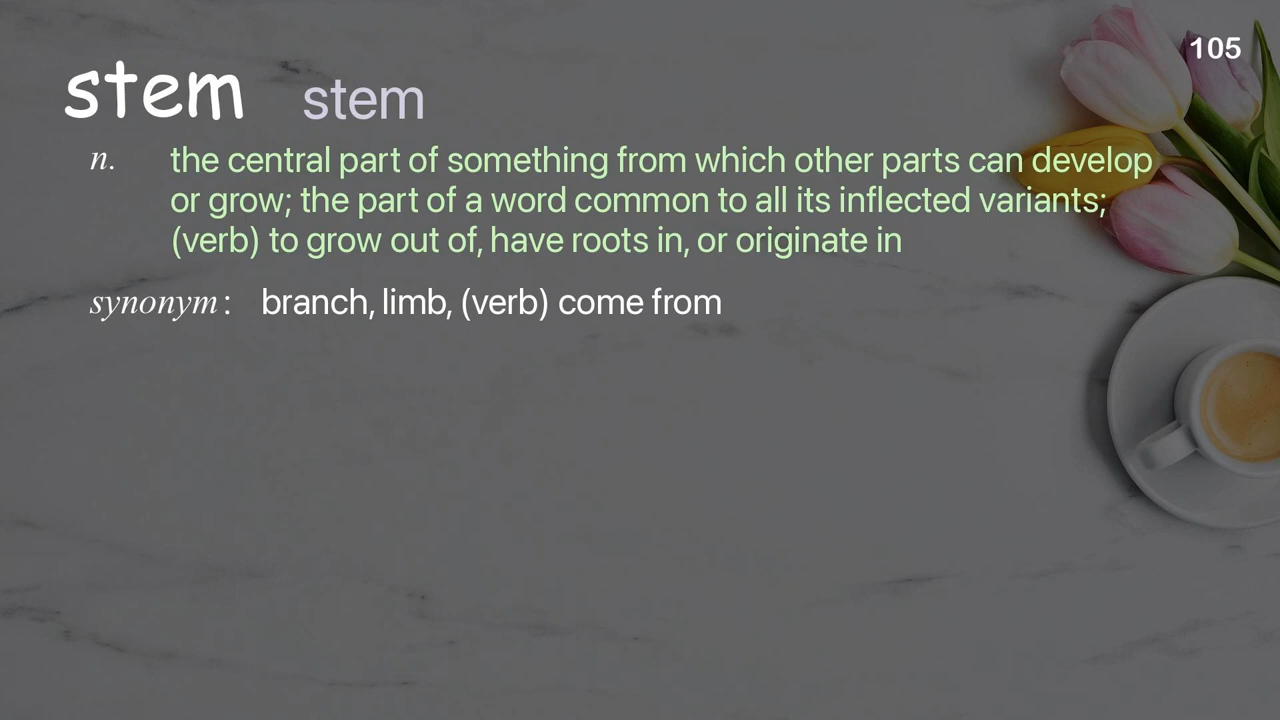 105
stem stem
n. the central part of something from which other parts can develop
or grow; the part of a word common to all its inflected variants;
(verb) to grow out of, have roots in, or originate in
synonym: branch, limb, (verb) come from